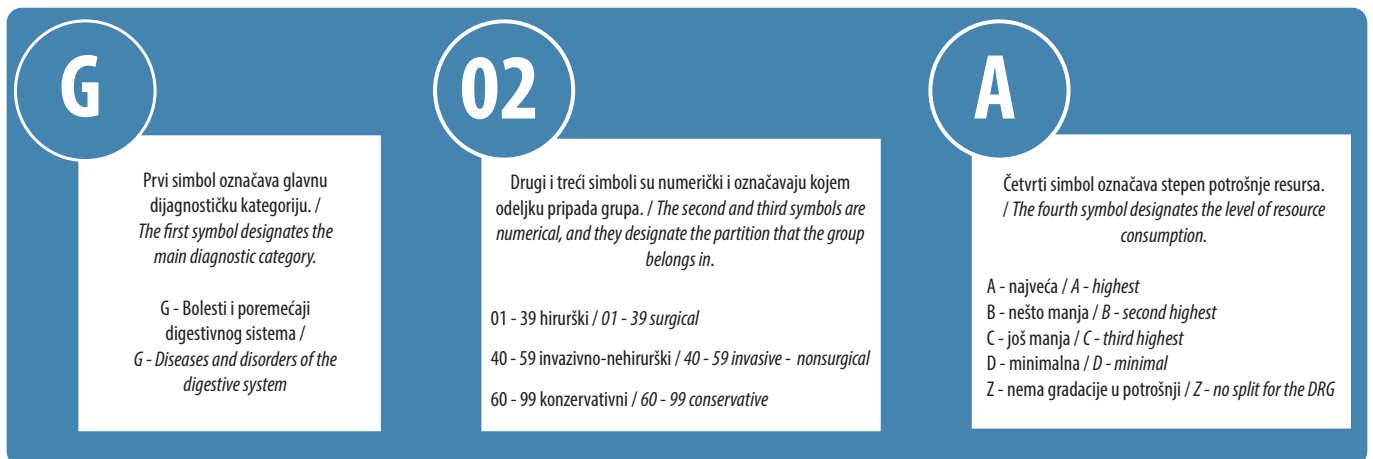 G
Prvi simbol označava glavnu
dijagnostičku kategoriju. /
The first symbol designates the
main diagnostic category.
G - Bolesti i poremećaji
digestivnog sistema /
G - Diseases and disorders of the
digestive system
02
Drugi i treći simboli su numerički i označavaju kojem
odeljku pripada grupa. / The second and third symbols are
numerical, and they designate the partition that the group
belongs in.
01 - 39 hirurški / 01 - 39 surgical
40 - 59 invazivno-nehirurški / 40 - 59 invasive - nonsurgical
60 - 99 konzervativni / 60 - 99 conservative
A
Četvrti simbol označava stepen potrošnje resursa.
/ The fourth symbol designates the level of resource
consumption.
A - najveća / A - highest
B - nešto manja / B - second highest
C - još manja / C - third highest
D - minimalna / D - minimal
Z - nema gradacije u potrošnji / Z - no split for the DRG